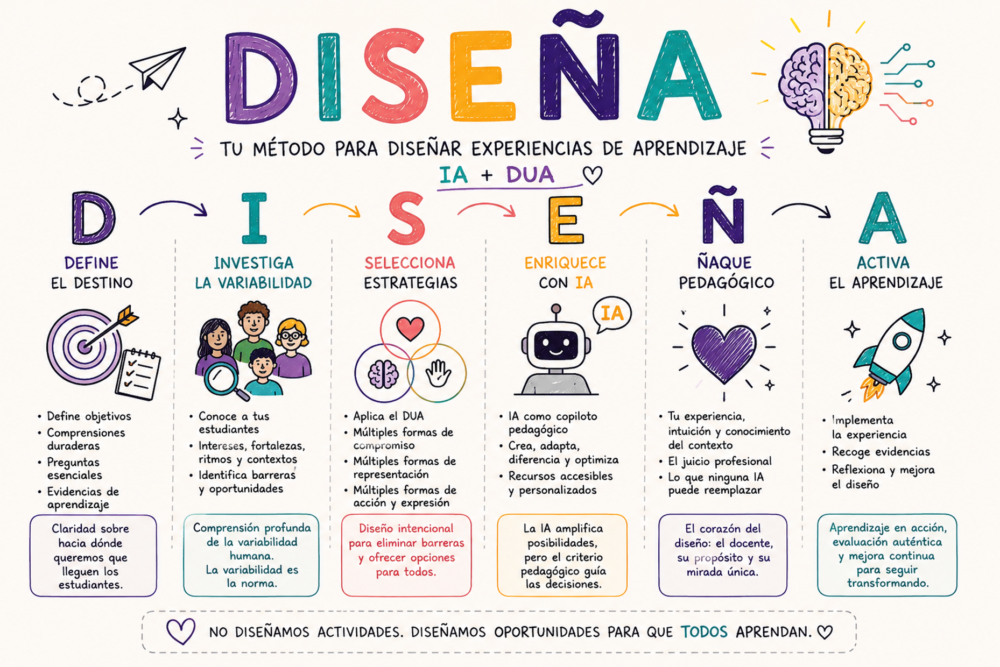 DISEÑA
TU MÉTODO PARA DISEÑAR EXPERIENCIAS DE APRENDIZAJE
IA + DUA
D
DEFINE
EL DESTINO
• Define objetivos
• Comprensiones
duraderas
• Preguntas
esenciales
• Evidencias de
aprendizaje
Claridad sobre
hacia dónde
queremos que
lleguen los
estudiantes.
I
INVESTIGA
LA VARIABILIDAD
• Conoce a tus
estudiantes
• Intereses, fortalezas,
ritmos y contextos
• Identifica barreras
y oportunidades
Comprensión profunda
de la variabilidad
humana.
La variabilidad es
la norma.
S
SELECCIONA
ESTRATEGIAS
• Aplica el DUA
• Múltiples formas de
compromiso
• Múltiples formas de
representación
• Múltiples formas de
acción y expresión
Diseño intencional
para eliminar barreras
y ofrecer opciones
para todos.
E
ENRIQUECE
CON IA
IA
• IA como copiloto
pedagógico
• Crea, adapta,
diferencia y optimiza
• Recursos accesibles
y personalizados
La IA amplifica
posibilidades,
pero el criterio
pedagógico guía
las decisiones.
Ñ
ÑAQUE
PEDAGÓGICO
• Tu experiencia,
intuición y conocimiento
del contexto
• El juicio profesional
• Lo que ninguna IA
puede reemplazar
El corazón del
diseño: el docente,
su propósito y su
mirada única.
A
ACTIVA
EL APRENDIZAJE
• Implementa
la experiencia
• Recoge evidencias
• Reflexiona y mejora
el diseño
Aprendizaje en acción,
evaluación auténtica
y mejora continua
para seguir
transformando.
NO DISEÑAMOS ACTIVIDADES. DISEÑAMOS OPORTUNIDADES PARA QUE TODOS APRENDAN.